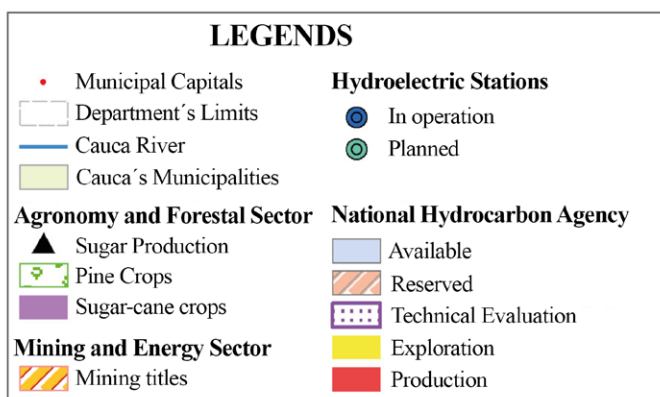 LEGENDS
Municipal Capitals
Department´s Limits
Cauca River
Cauca´s Municipalities
Agronomy and Forestal Sector
Sugar Production
Pine Crops
Sugar-cane crops
Mining and Energy Sector
Mining titles
Hydroelectric Stations
In operation
Planned
National Hydrocarbon Agency
Available
Reserved
Technical Evaluation
Exploration
Production